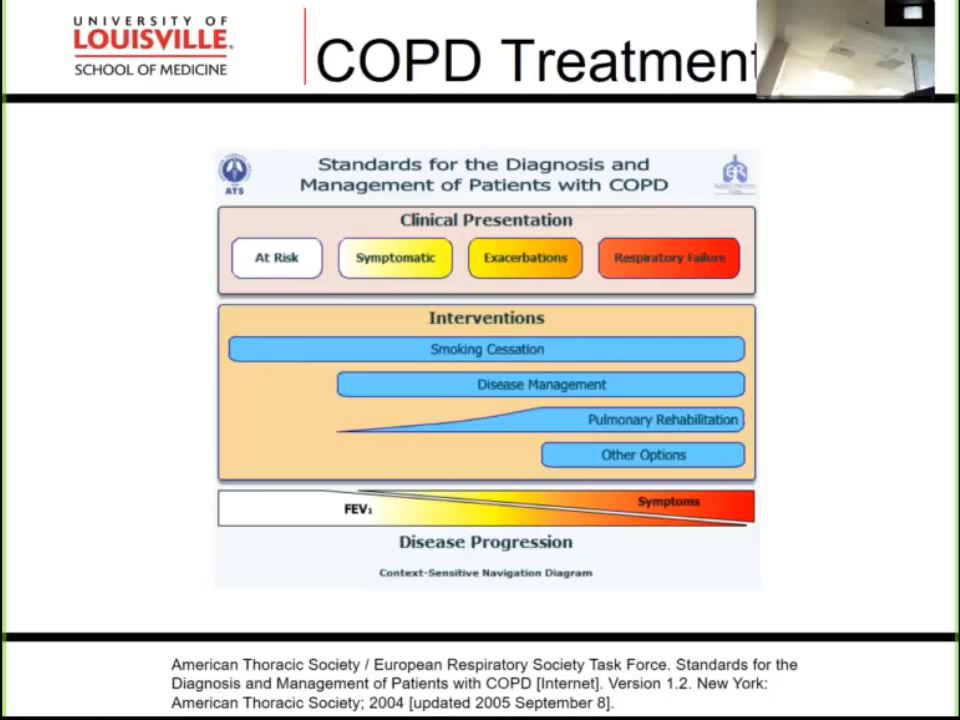 UNIVERSITY OF
LOUISVILLE.
SCHOOL OF MEDICINE
COPD Treatment
Standards for the Diagnosis and
Management of Patients with COPD
ATS
ERS
Clinical Presentation
At Risk
Symptomatic
Exacerbations
Respiratory Failure
Interventions
Smoking Cessation
Disease Management
Pulmonary Rehabilitation
Other Options
Symptoms
FEV₁
Disease Progression
Context-Sensitive Navigation Diagram
American Thoracic Society / European Respiratory Society Task Force. Standards for the
Diagnosis and Management of Patients with COPD [Internet]. Version 1.2. New York:
American Thoracic Society; 2004 [updated 2005 September 8].